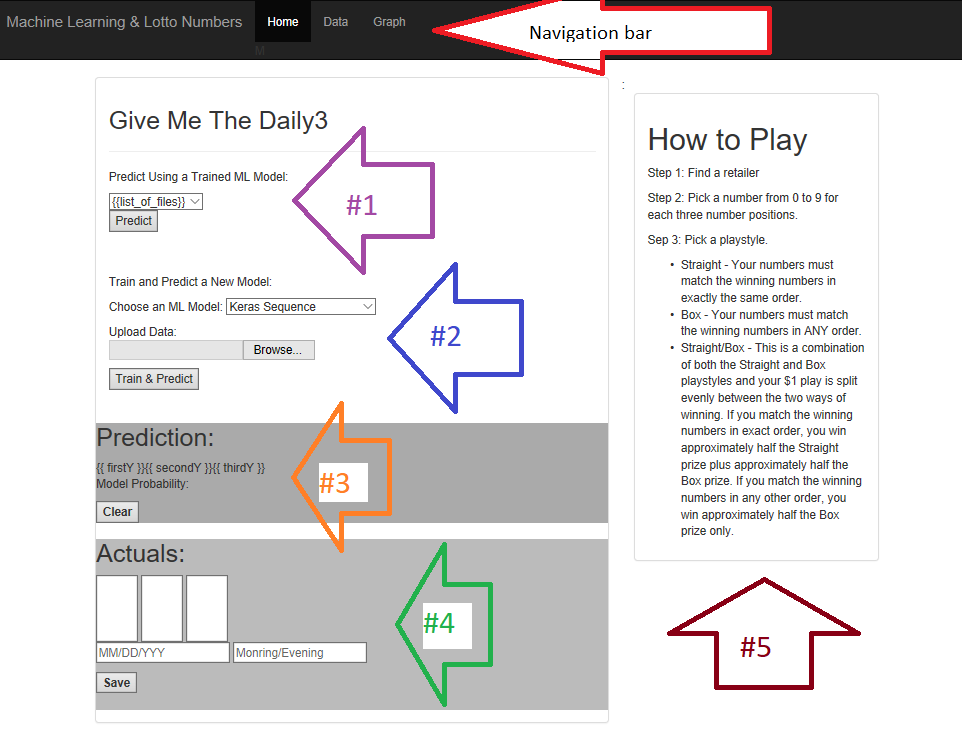 Machine Learning & Lotto Numbers Home Data Graph
Navigation bar
M
:
Give Me The Daily3
Predict Using a Trained ML Model:
{{list_of_files}}
Predict
#1
Train and Predict a New Model:
Choose an ML Model: Keras Sequence
Upload Data:
Browse...
Train & Predict
#2
Prediction:
{{ firstY }}{{ secondY }}{{ thirdY }}
Model Probability:
Clear
#3
Actuals:
MM/DD/YYY Monring/Evening
Save
#4
How to Play
Step 1: Find a retailer
Step 2: Pick a number from 0 to 9 for
each three number positions.
Sep 3: Pick a playstyle.
• Straight - Your numbers must
match the winning numbers in
exactly the same order.
• Box - Your numbers must match
the winning numbers in ANY order.
• Straight/Box - This is a combination
of both the Straight and Box
playstyles and your $1 play is split
evenly between the two ways of
winning. If you match the winning
numbers in exact order, you win
approximately half the Straight
prize plus approximately half the
Box prize. If you match the winning
numbers in any other order, you
win approximately half the Box
prize only.
#5